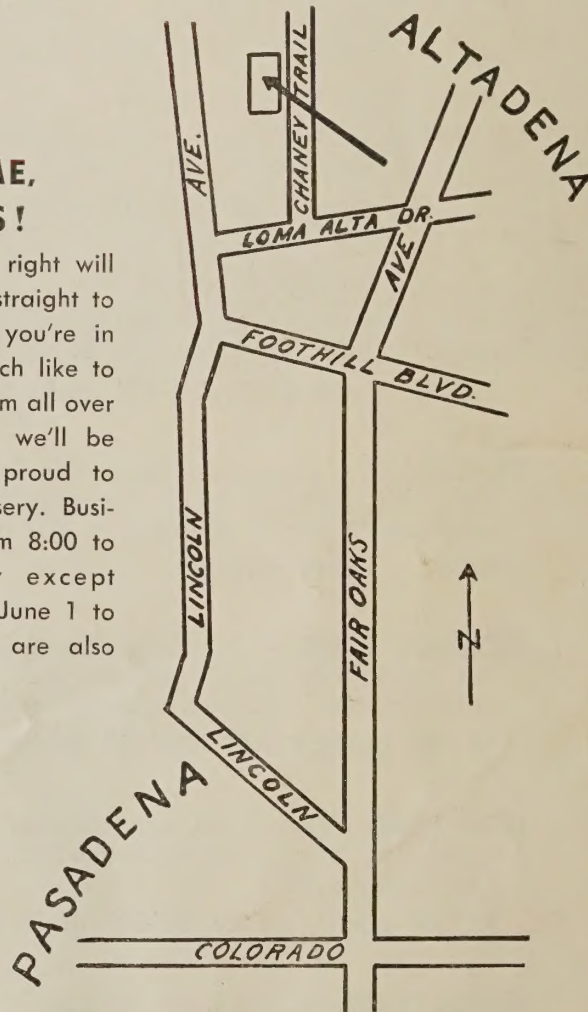 AE,
S!
right will
straight to
you're in
ch like to
m all over
we'll be
proud to
sery. Busi-
m 8:00 to
except
June 1 to
are also
ALTADENA
CHANEY TRAIL
AVE.
LOMA ALTA DR.
AVE
FOOTHILL BLVD.
LINCOLN
FAIR OAKS
N
LINCOLN
PASADENA
COLORADO